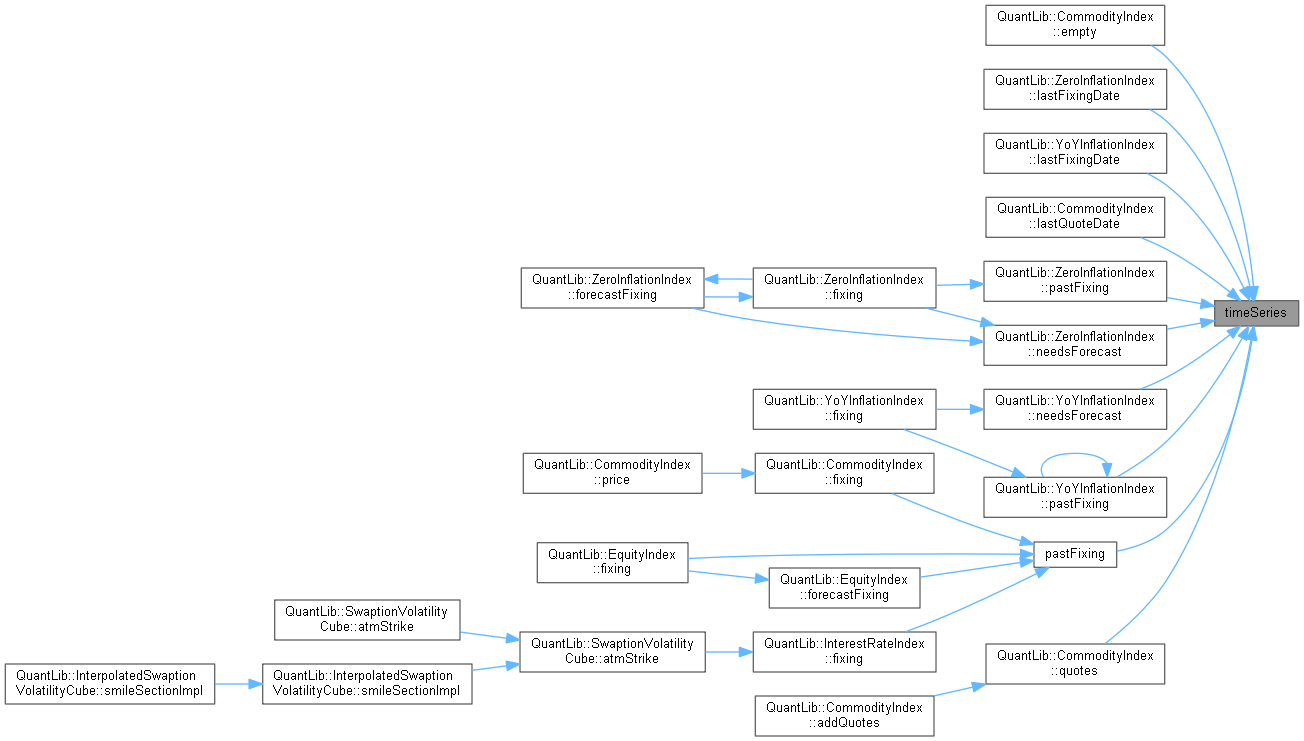 QuantLib::CommodityIndex
::empty
QuantLib::ZeroInflationIndex
::lastFixingDate
QuantLib::YoYInflationIndex
::lastFixingDate
QuantLib::CommodityIndex
::lastQuoteDate
QuantLib::ZeroInflationIndex
::forecastFixing
QuantLib::ZeroInflationIndex
::fixing
QuantLib::ZeroInflationIndex
::pastFixing
timeSeries
QuantLib::ZeroInflationIndex
::needsForecast
QuantLib::YoYInflationIndex
::fixing
QuantLib::YoYInflationIndex
::needsForecast
QuantLib::CommodityIndex
::price
QuantLib::CommodityIndex
::fixing
QuantLib::YoYInflationIndex
::pastFixing
QuantLib::EquityIndex
::fixing
pastFixing
QuantLib::EquityIndex
::forecastFixing
QuantLib::SwaptionVolatility
Cube::atmStrike
QuantLib::SwaptionVolatility
Cube::atmStrike
QuantLib::InterestRateIndex
::fixing
QuantLib::CommodityIndex
::quotes
QuantLib::InterpolatedSwaption
VolatilityCube::smileSectionImpl
QuantLib::InterpolatedSwaption
VolatilityCube::smileSectionImpl
QuantLib::CommodityIndex
::addQuotes